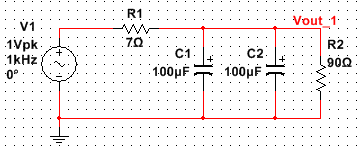 V1
1Vpk
1kHz
0°
R1
7Ω
C1
100µF
C2
100µF
Vout_1
R2
90Ω
+
+